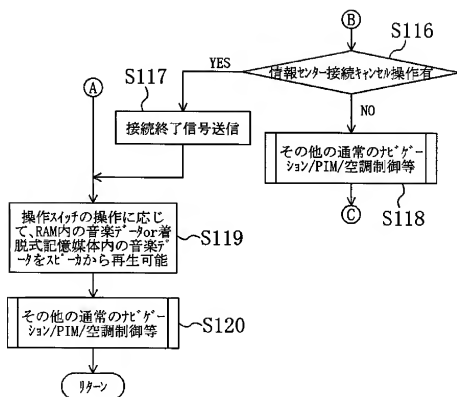 B
S116
情報センター接続キャンセル操作有
YES
NO
A
S117
接続終了信号送信
その他の通常のナビゲー
ション/PIM/空調制御等
S118
C
操作スイッチの操作に応じ
て、RAM内の音楽データor着
脱式記憶媒体内の音楽デ
ータをスピーカから再生可能
S119
その他の通常のナビゲー
ション/PIM/空調制御等
S120
リターン